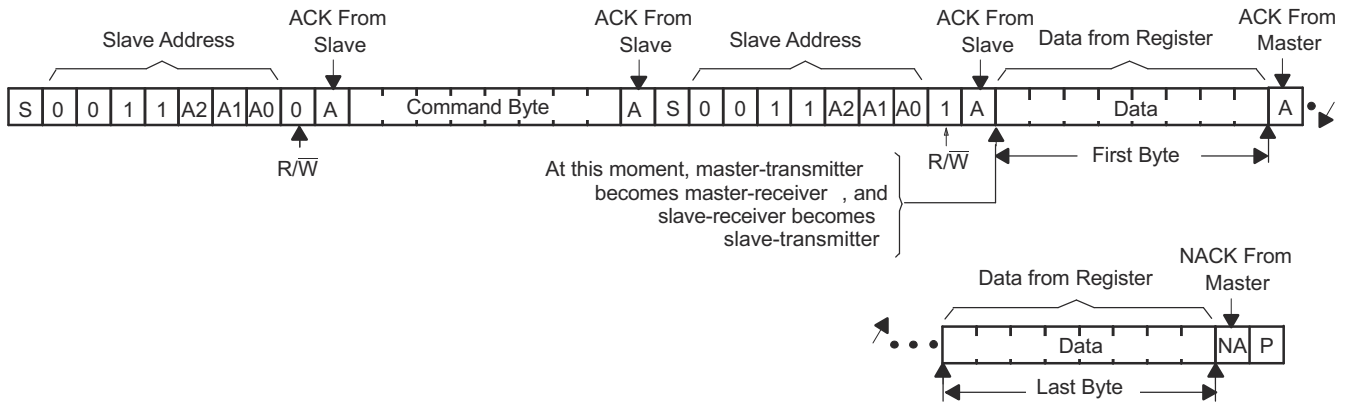 ACK From Slave
ACK From Slave
ACK From Slave
ACK From Master
Slave Address
Slave Address
Data from Register
S 0 0 1 1 A2 A1 A0 0 A Command Byte A S 0 0 1 1 A2 A1 A0 1 A Data A
R/W̅
R/W̅
First Byte
At this moment, master-transmitter
becomes master-receiver , and
slave-receiver becomes
slave-transmitter
NACK From
Master
Data from Register
Data NA P
Last Byte